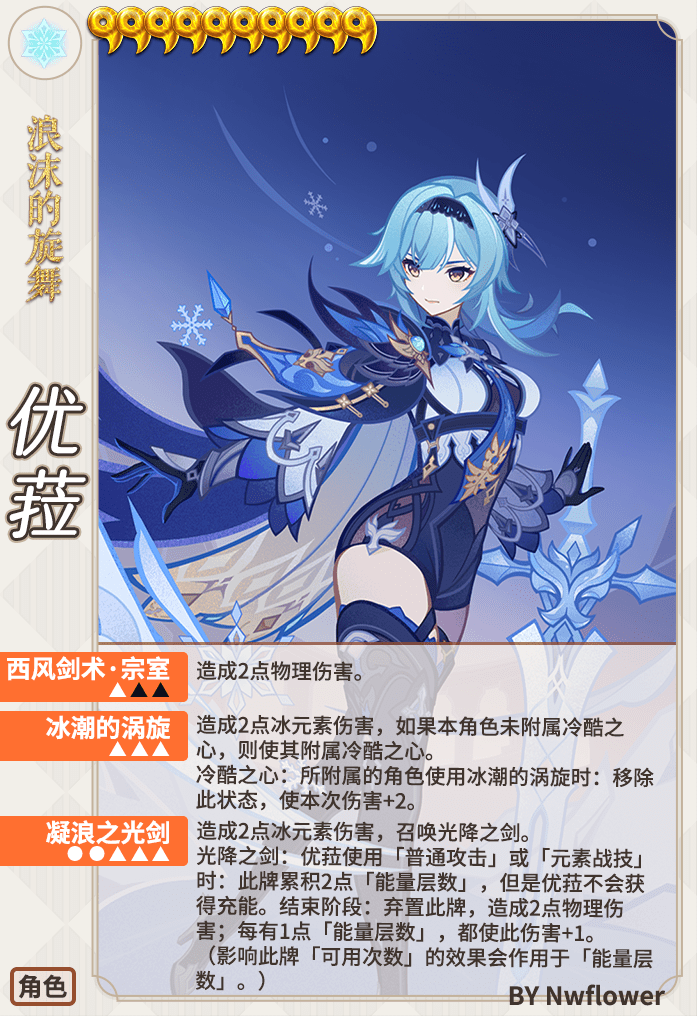 浪沫的旋舞
优菈
西风剑术·宗室
造成2点物理伤害。
冰潮的涡旋
造成2点冰元素伤害，如果本角色未附属冷酷之
心，则使其附属冷酷之心。
冷酷之心：所附属的角色使用冰潮的涡旋时：移除
此状态，使本次伤害+2。
凝浪之光剑
造成2点冰元素伤害，召唤光降之剑。
光降之剑：优菈使用「普通攻击」或「元素战技」
时：此牌累积2点「能量层数」，但是优菈不会获
得充能。结束阶段：弃置此牌，造成2点物理伤
害；每有1点「能量层数」，都使此伤害+1。
（影响此牌「可用次数」的效果会作用于「能量层
数」。）
角色
BY Nwflower